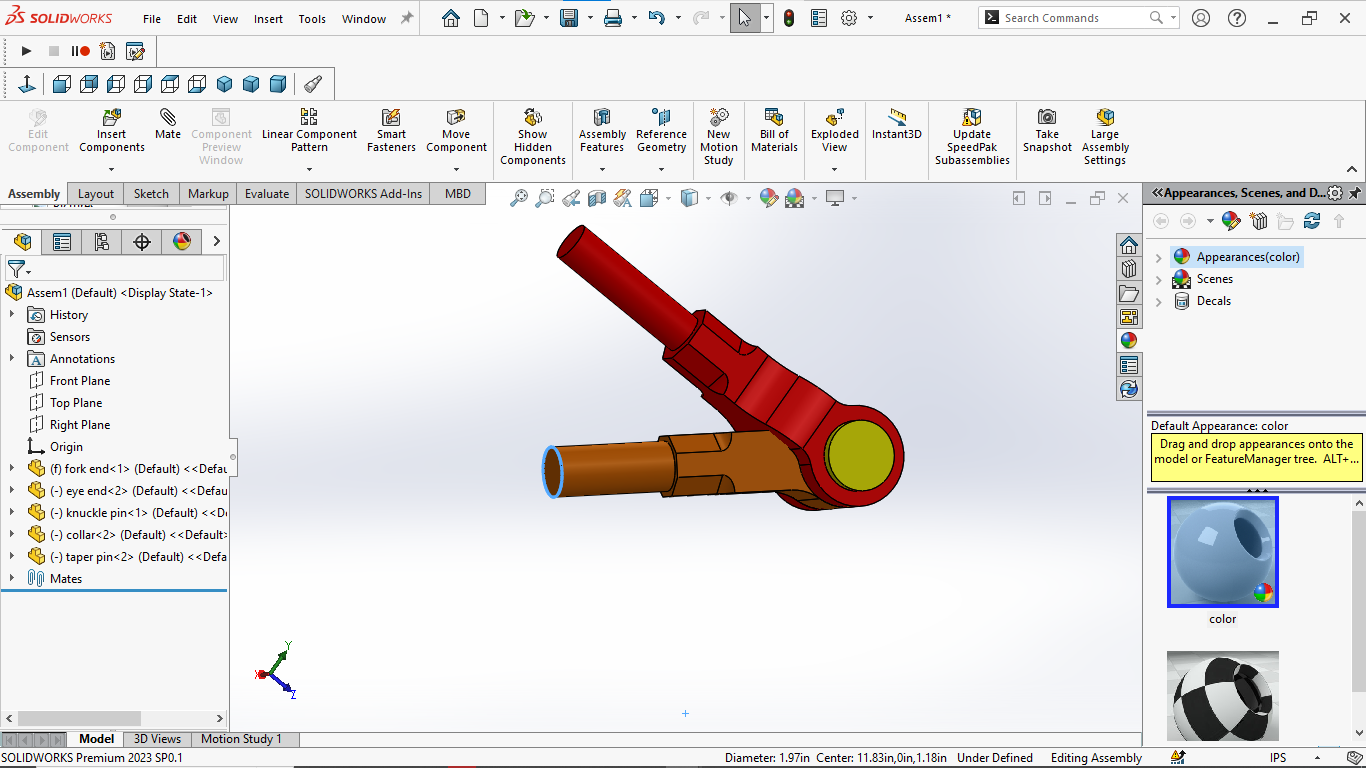 SOLIDWORKS File Edit View Insert Tools Window Assem1 * Search Commands
Edit Component
Insert Components
Mate
Component Preview Window
Linear Component Pattern
Smart Fasteners
Move Component
Show Hidden Components
Assembly Features
Reference Geometry
New Motion Study
Bill of Materials
Exploded View
Instant3D
Update SpeedPak Subassemblies
Take Snapshot
Large Assembly Settings
Assembly Layout Sketch Markup Evaluate SOLIDWORKS Add-Ins MBD
Appearances, Scenes, and D...
Assem1 (Default) <Display State-1>
History
Sensors
Annotations
Front Plane
Top Plane
Right Plane
Origin
(f) fork end<1> (Default) <<Defau
(-) eye end<2> (Default) <<Defau
(-) knuckle pin<1> (Default) <<D
(-) collar<2> (Default) <<Default>
(-) taper pin<2> (Default) <<Defa
Mates
Y
X
Z
Appearances(color)
Scenes
Decals
Default Appearance: color
Drag and drop appearances onto the
model or FeatureManager tree. ALT+...
color
Model 3D Views Motion Study 1
SOLIDWORKS Premium 2023 SP0.1 Diameter: 1.97in Center: 11.83in,0in,1.18in Under Defined Editing Assembly IPS